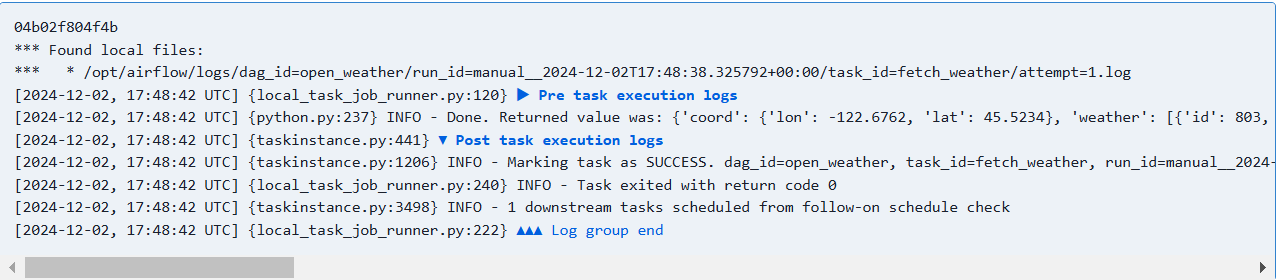 04b02f804f4b
*** Found local files:
***   * /opt/airflow/logs/dag_id=open_weather/run_id=manual__2024-12-02T17:48:38.325792+00:00/task_id=fetch_weather/attempt=1.log
[2024-12-02, 17:48:42 UTC] {local_task_job_runner.py:120} ▶ Pre task execution logs
[2024-12-02, 17:48:42 UTC] {python.py:237} INFO - Done. Returned value was: {'coord': {'lon': -122.6762, 'lat': 45.5234}, 'weather': [{'id': 803,
[2024-12-02, 17:48:42 UTC] {taskinstance.py:441} ▼ Post task execution logs
[2024-12-02, 17:48:42 UTC] {taskinstance.py:1206} INFO - Marking task as SUCCESS. dag_id=open_weather, task_id=fetch_weather, run_id=manual__2024-
[2024-12-02, 17:48:42 UTC] {local_task_job_runner.py:240} INFO - Task exited with return code 0
[2024-12-02, 17:48:42 UTC] {taskinstance.py:3498} INFO - 1 downstream tasks scheduled from follow-on schedule check
[2024-12-02, 17:48:42 UTC] {local_task_job_runner.py:222} ▲▲▲ Log group end